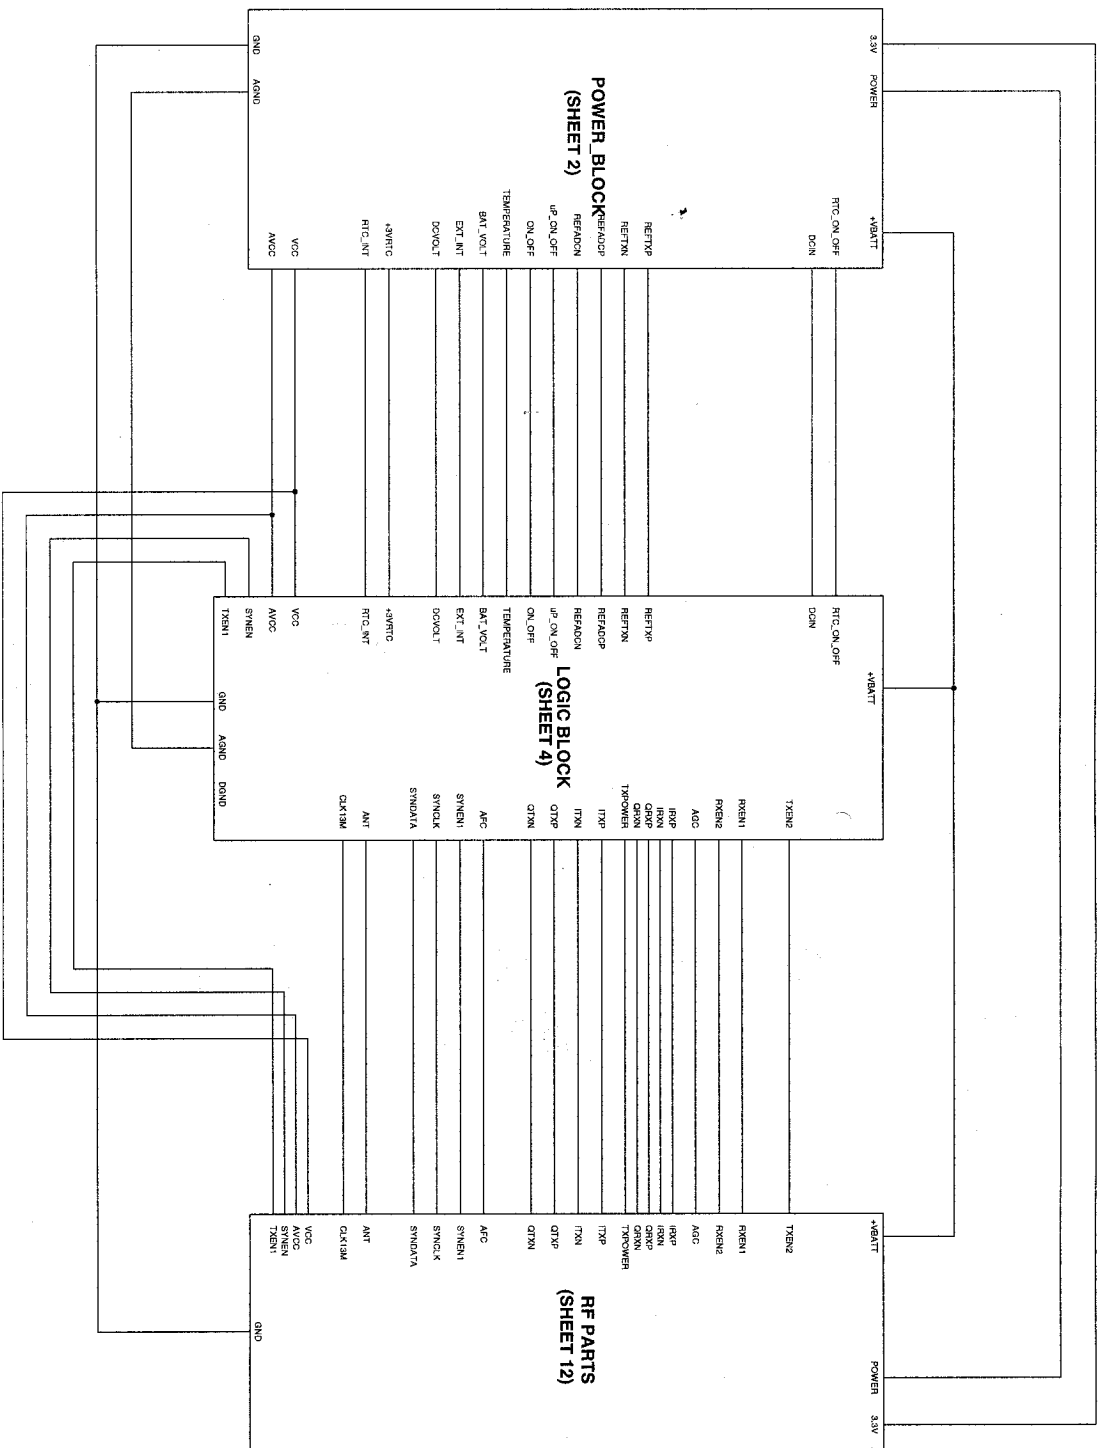 3.3V
POWER
+VBATT
GND
AGND
POWER_BLOCK
(SHEET 2)
RTC_ON_OFF
DCIN
REFTXP
REFTXN
REFADCP
REFADCN
uP_ON_OFF
ON_OFF
TEMPERATURE
BAT_VOLT
EXT_INT
DCVOLT
+3VRTC
RTC_INT
VCC
AVCC
+VBATT
RTC_ON_OFF
DCIN
REFTXP
REFTXN
REFADCP
REFADCN
uP_ON_OFF
ON_OFF
TEMPERATURE
BAT_VOLT
EXT_INT
DCVOLT
+3VRTC
RTC_INT
VCC
AVCC
SYNEN
TXEN1
LOGIC BLOCK
(SHEET 4)
GND
AGND
DGND
TXEN2
RXEN1
RXEN2
AGC
IRXP
IRXN
QRXP
QRXN
TXPOWER
ITXP
ITXN
QTXP
QTXN
AFC
SYNEN1
SYNCLK
SYNDATA
ANT
CLK13M
+VBATT
TXEN2
RXEN1
RXEN2
AGC
IRXP
IRXN
QRXP
QRXN
TXPOWER
ITXP
ITXN
QTXP
QTXN
AFC
SYNEN1
SYNCLK
SYNDATA
ANT
CLK13M
VCC
AVCC
SYNEN
TXEN1
RF PARTS
(SHEET 12)
GND
POWER
3.3V